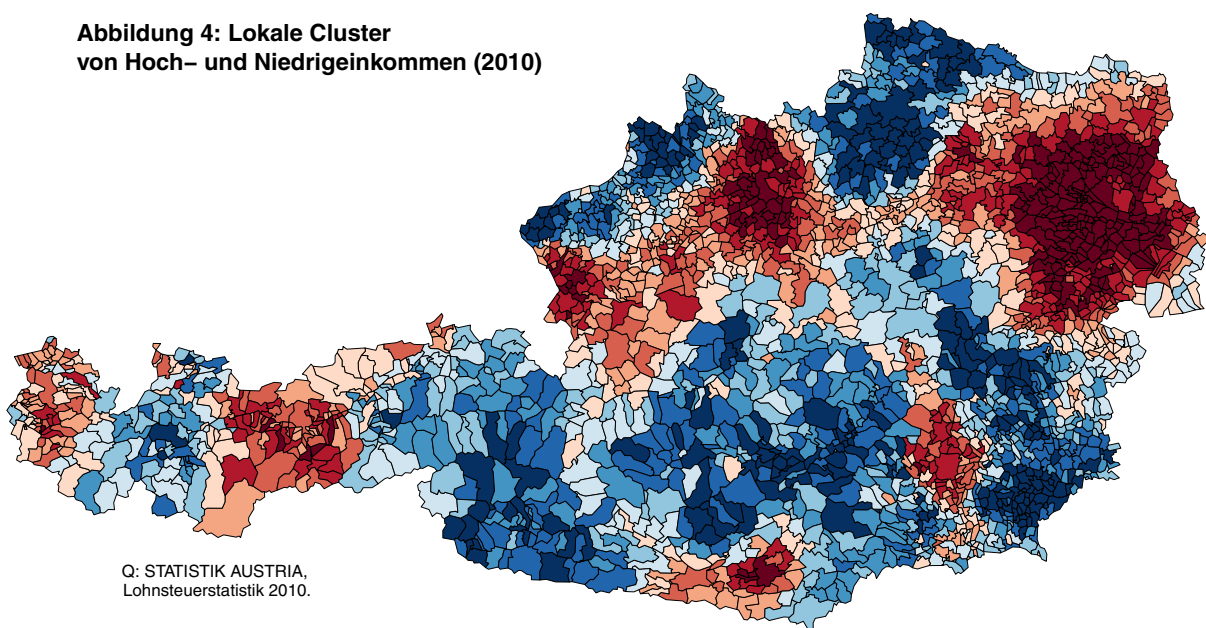 Abbildung 4: Lokale Cluster
von Hoch− und Niedrigeinkommen (2010)
Q: STATISTIK AUSTRIA,
Lohnsteuerstatistik 2010.